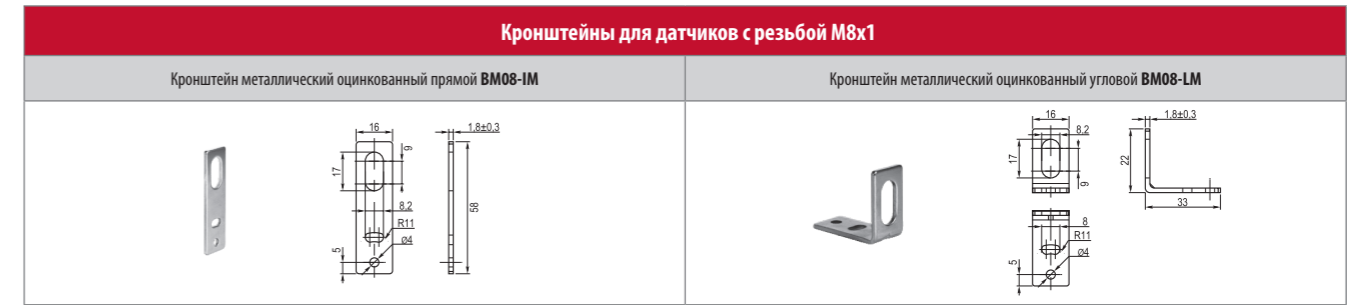 Кронштейны для датчиков с резьбой М8х1
Кронштейн металлический оцинкованный прямой BM08-IM
Кронштейн металлический оцинкованный угловой BM08-LM
16
1,8±0,3
9
17
8,2
58
R11
Ø4
5
16
1,8±0,3
8,2
17
9
22
33
8
R11
Ø4
5